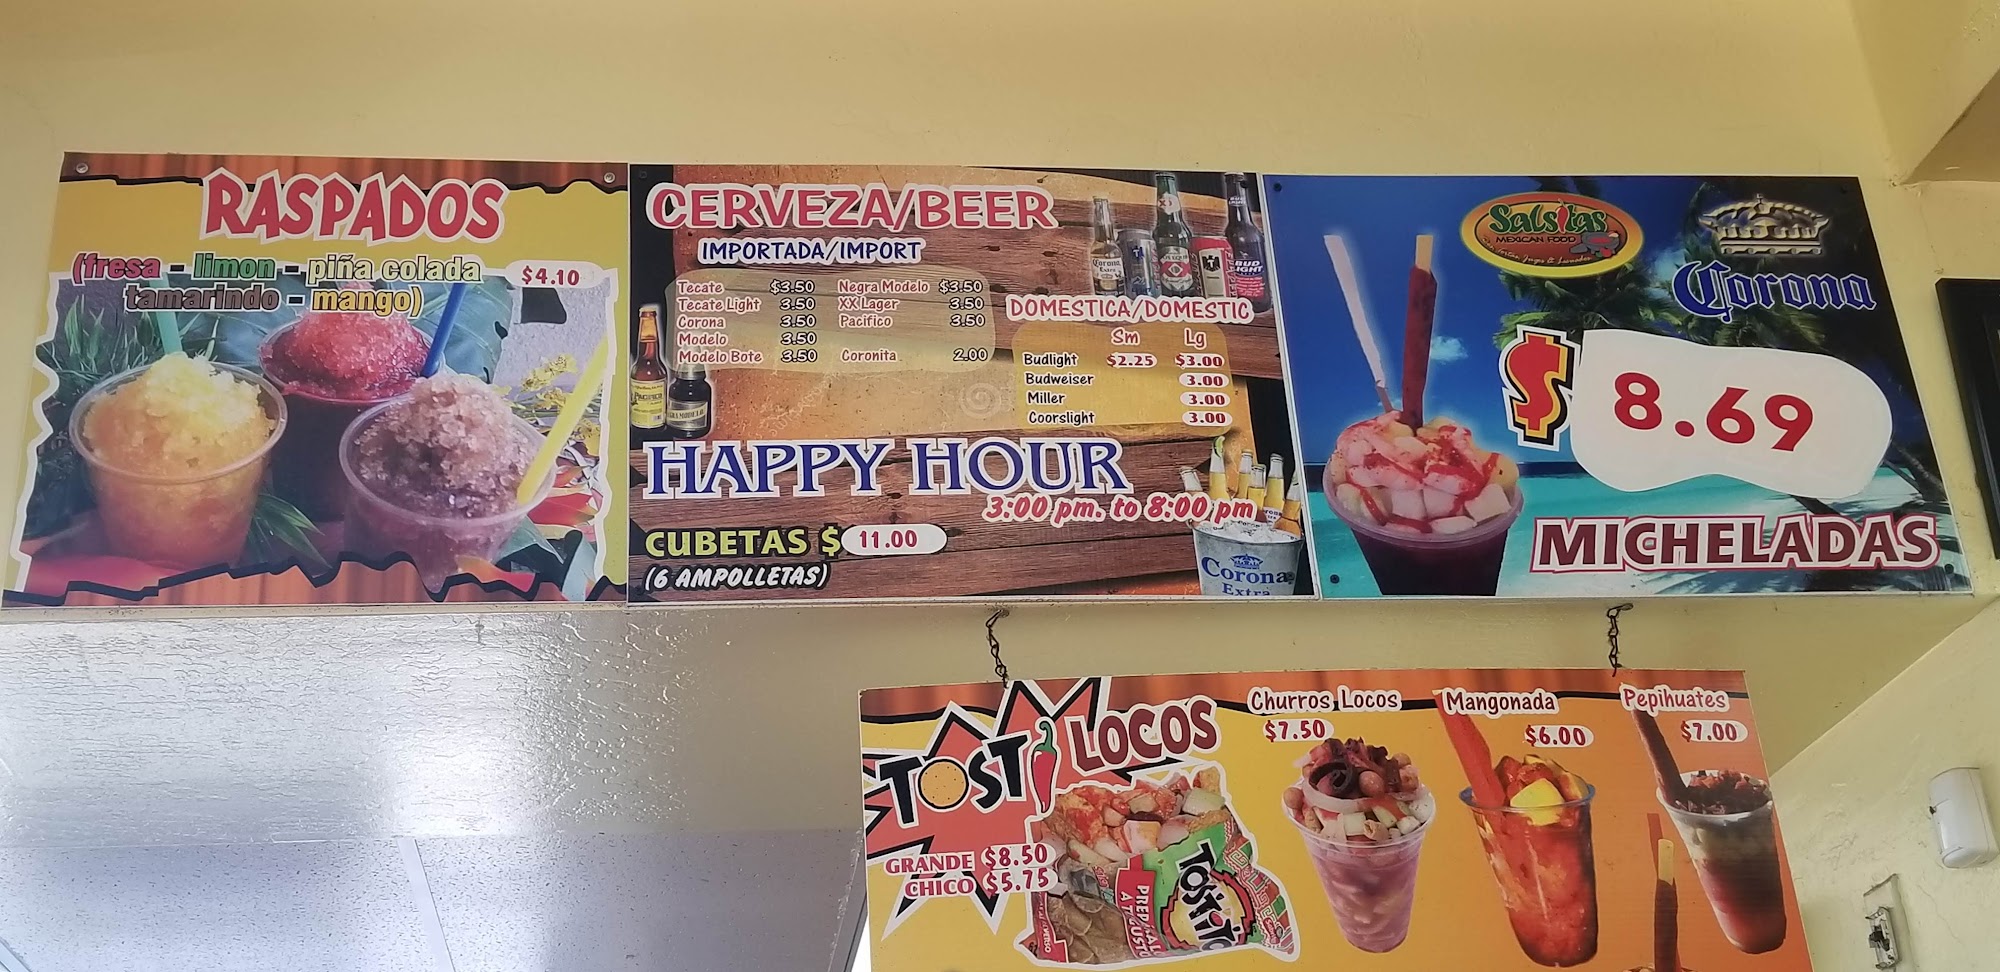 RASPADOS
(fresa - limon - piña colada
tamarindo - mango)
$4.10
CERVEZA/BEER
IMPORTADA/IMPORT
Tecate $3.50
Tecate Light 3.50
Corona 3.50
Modelo 3.50
Modelo Bote 3.50
Negra Modelo $3.50
XX Lager 3.50
Pacifico 3.50
Coronita 2.00
DOMESTICA/DOMESTIC
Sm Lg
Budlight $2.25 $3.00
Budweiser 3.00
Miller 3.00
Coorslight 3.00
HAPPY HOUR
3:00 pm. to 8:00 pm
CUBETAS $ 11.00
(6 AMPOLLETAS)
Corona
Extra
BUD
LIGHT
Salsitas
MEXICAN FOOD
Corona
$ 8.69
MICHELADAS
TOSTI LOCOS
GRANDE $8.50
CHICO $5.75
Churros Locos
$7.50
Mangonada
$6.00
Pepihuates
$7.00